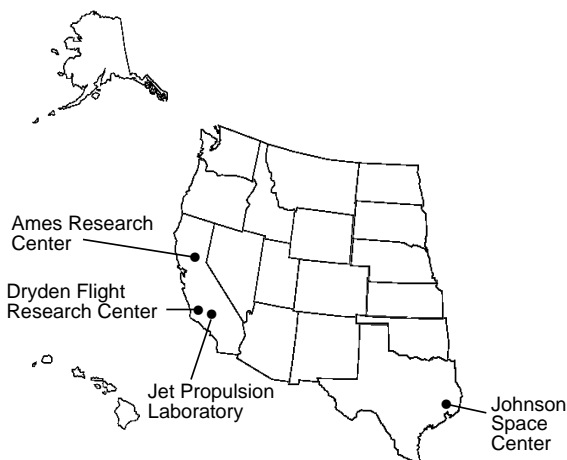 Ames Research
Center
Dryden Flight
Research Center
Jet Propulsion
Laboratory
Johnson
Space
Center